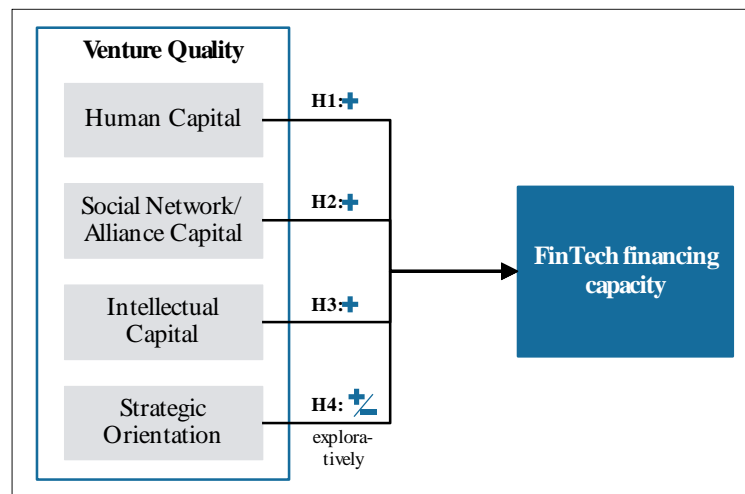 Venture Quality
Human Capital
H1:+
Social Network/
Alliance Capital
H2:+
Intellectual
Capital
H3:+
Strategic
Orientation
H4: +/-
explora-
tively
FinTech financing
capacity